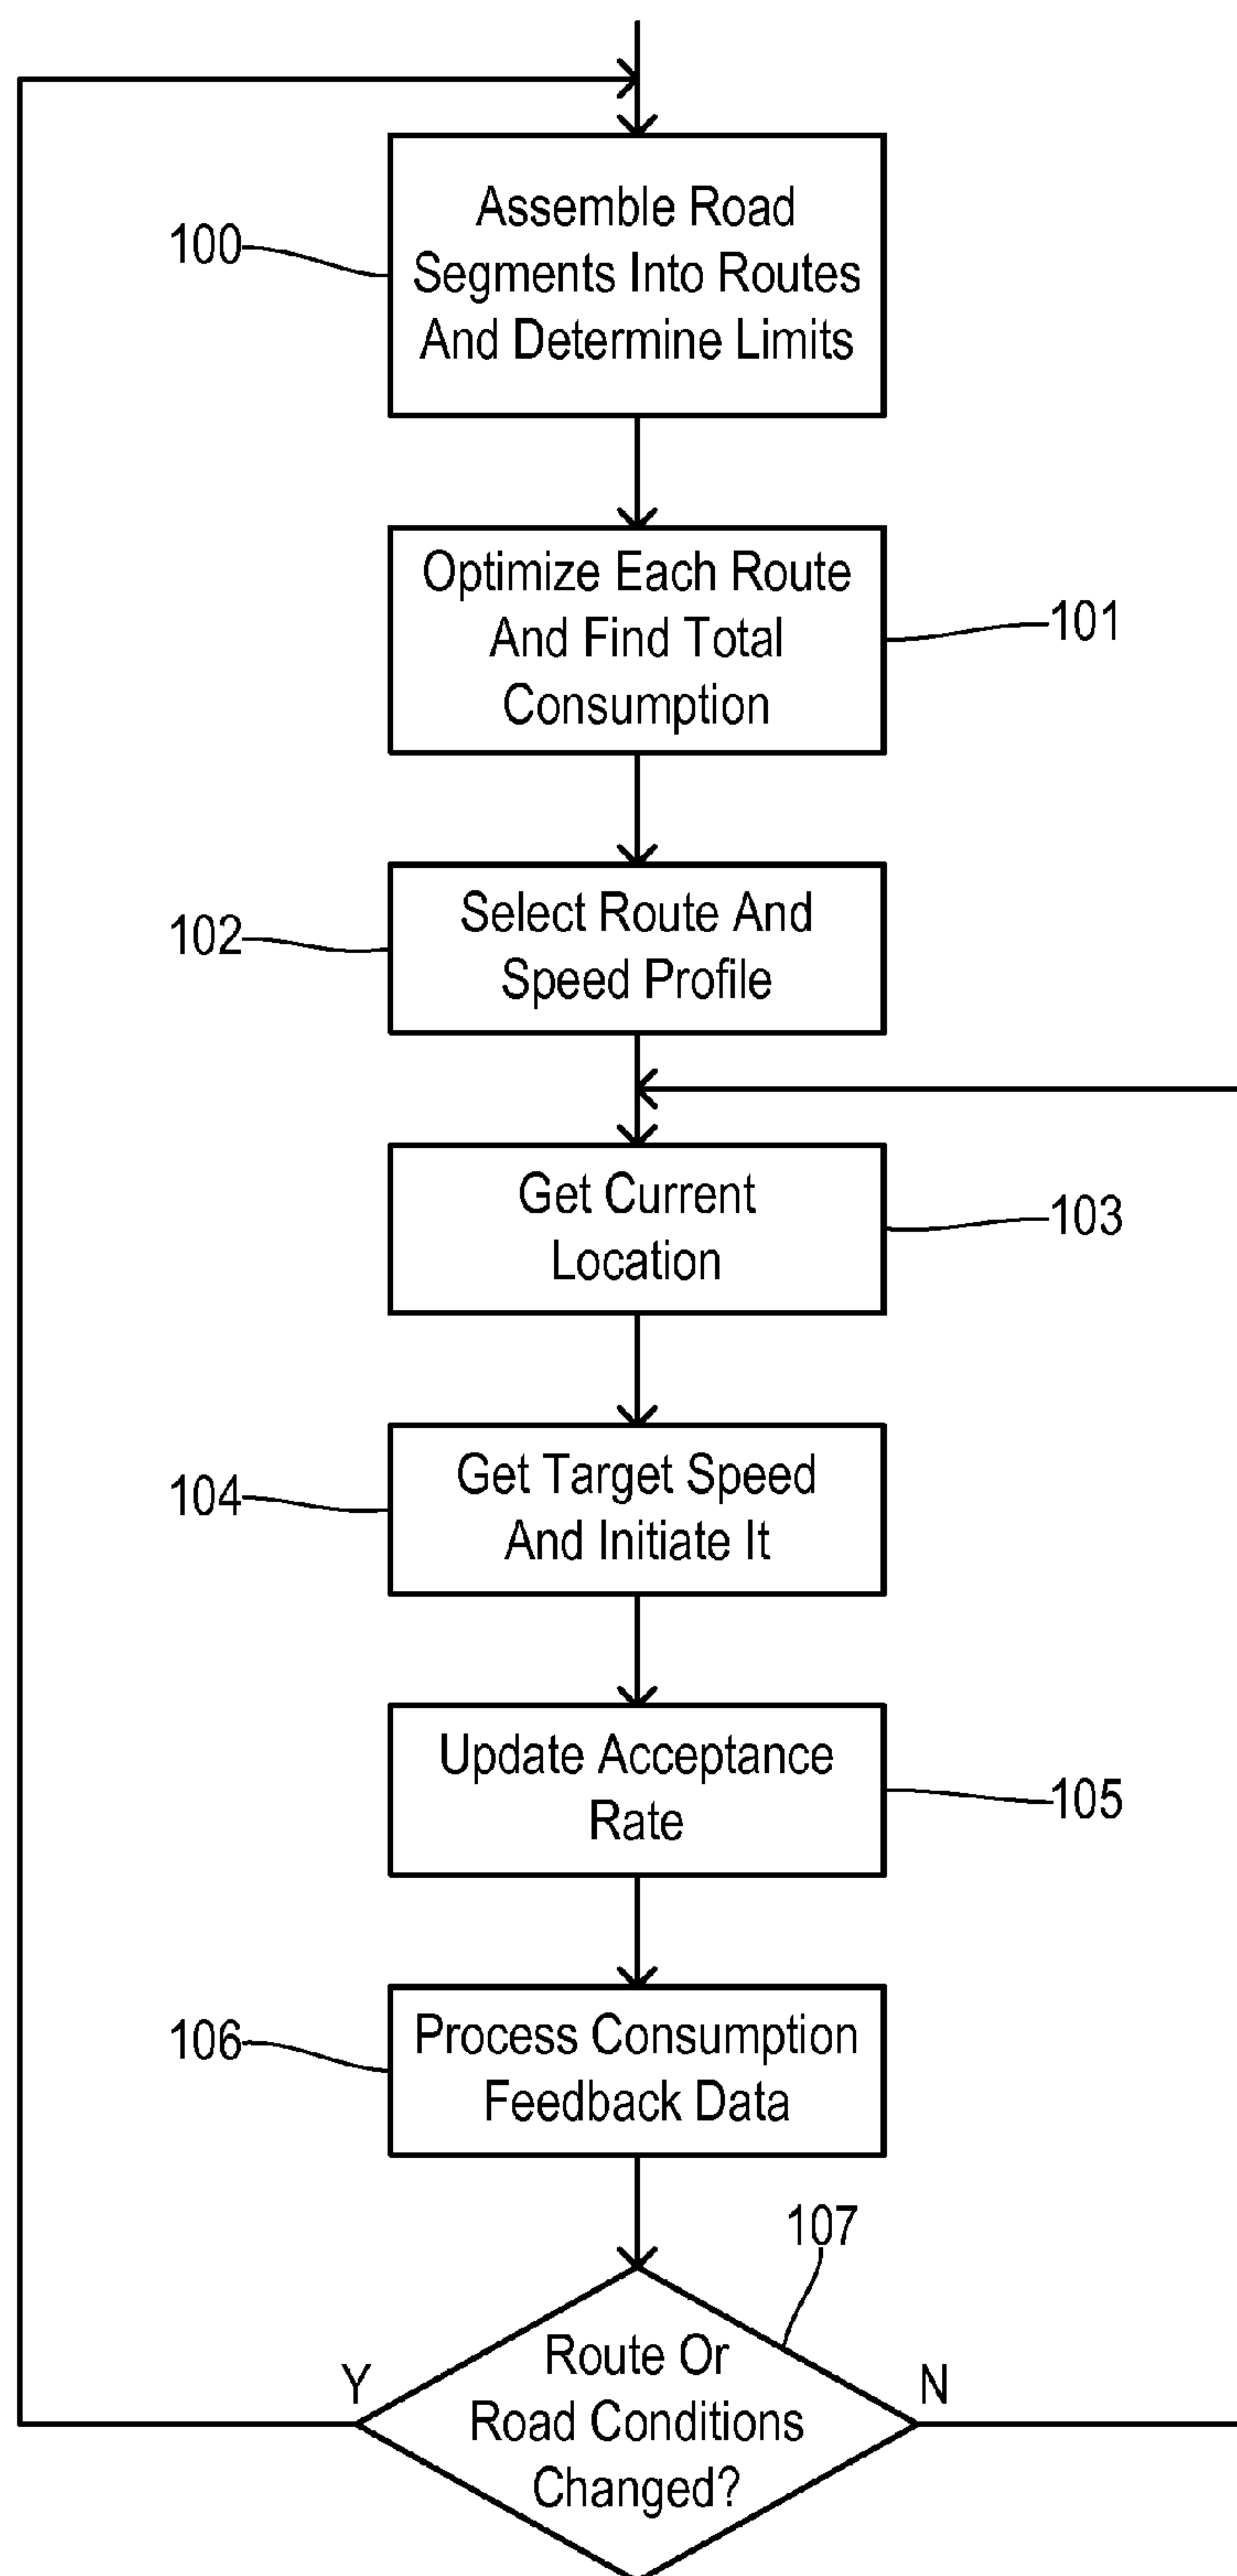 100
Assemble Road
Segments Into Routes
And Determine Limits
Optimize Each Route
And Find Total
Consumption
101
102
Select Route And
Speed Profile
Get Current
Location
103
104
Get Target Speed
And Initiate It
Update Acceptance
Rate
105
106
Process Consumption
Feedback Data
107
Y
Route Or
Road Conditions
Changed?
N